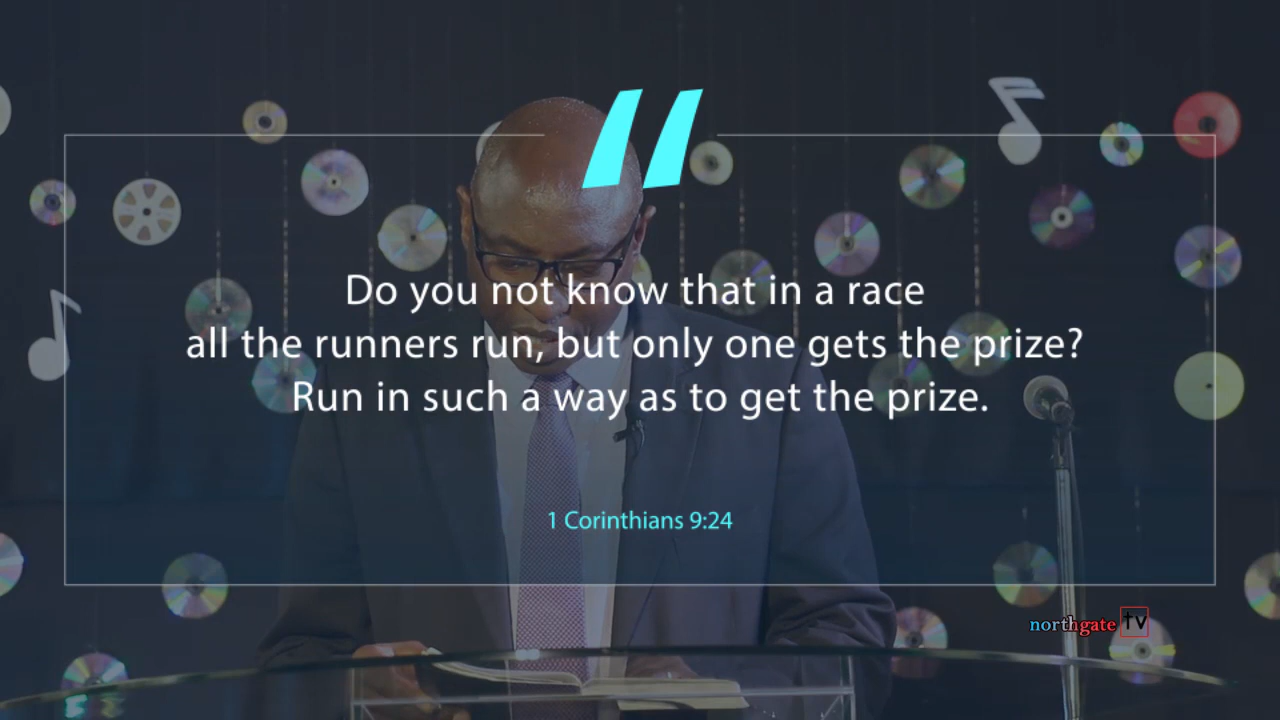 “
Do you not know that in a race
all the runners run, but only one gets the prize?
Run in such a way as to get the prize.
1 Corinthians 9:24
northgate tv